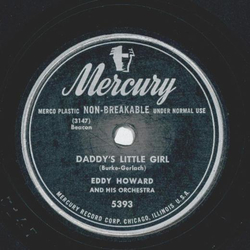 Mercury
MERCO PLASTIC NON-BREAKABLE UNDER NORMAL USE
(3147)
Beacon
DADDY'S LITTLE GIRL
(Burke-Gerlach)
EDDY HOWARD
AND HIS ORCHESTRA
5393
MERCURY RECORD CORP. CHICAGO, ILLINOIS, U.S.A.